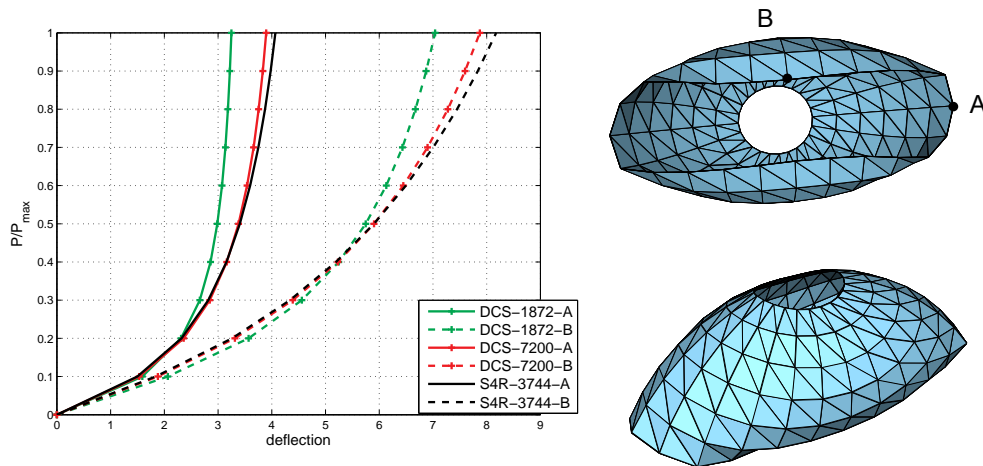 1
0.9
0.8
0.7
0.6
0.5
0.4
0.3
0.2
0.1
0
P/Pmax
0 1 2 3 4 5 6 7 8 9
deflection
DCS−1872−A
DCS−1872−B
DCS−7200−A
DCS−7200−B
S4R−3744−A
S4R−3744−B
B
A